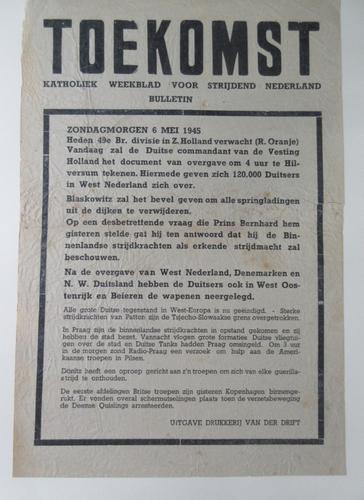 TOEKOMST
KATHOLIEK WEEKBLAD VOOR STRIJDEND NEDERLAND
BULLETIN
ZONDAGMORGEN 6 MEI 1945
Heden 49e Br. divisie in Z. Holland verwacht (R. Oranje)
Vandaag zal de Duitse commandant van de Vesting
Holland het document van overgave om 4 uur te Hil-
versum tekenen. Hiermede geven zich 120.000 Duitsers
in West Nederland zich over.
Blaskowitz zal het bevel geven om alle springladingen
uit de dijken te verwijderen.
Op een desbetreffende vraag die Prins Bernhard hem
gisteren stelde gaf hij ten antwoord dat hij de Bin-
nenlandse strijdkrachten als erkende strijdmacht zal
beschouwen.
Na de overgave van West Nederland, Denemarken en
N. W. Duitsland hebben de Duitsers ook in West Oos-
tenrijk en Beieren de wapenen neergelegd.
Alle grote Duitse tegenstand in West-Europa is nu geëindigd. - Sterke
strijdkrachten van Patton zijn de Tsjecho-Slowaakse grens overgetrokken.
In Praag zijn de binnenlandse strijdkrachten in opstand gekomen en zij
hebben de stad bezet. Vannacht vlogen grote formaties Duitse vliegtui-
gen over de stad en Duitse Tanks hadden Praag omsingeld. Om 3 uur
in de morgen zond Radio-Praag een verzoek om hulp aan de Ameri-
kaanse troepen in Pilsen.
Dönitz heeft een oproep gericht aan z'n troepen om zich van elke guerilla-
strijd te onthouden.
De eerste afdelingen Britse troepen zijn gisteren Kopenhagen binnenge-
rukt. Er vonden overal schermutselingen plaats toen de verzetsbeweging
de Deense Quislings arresteerden.
UITGAVE DRUKKERIJ VAN DER DRIFT